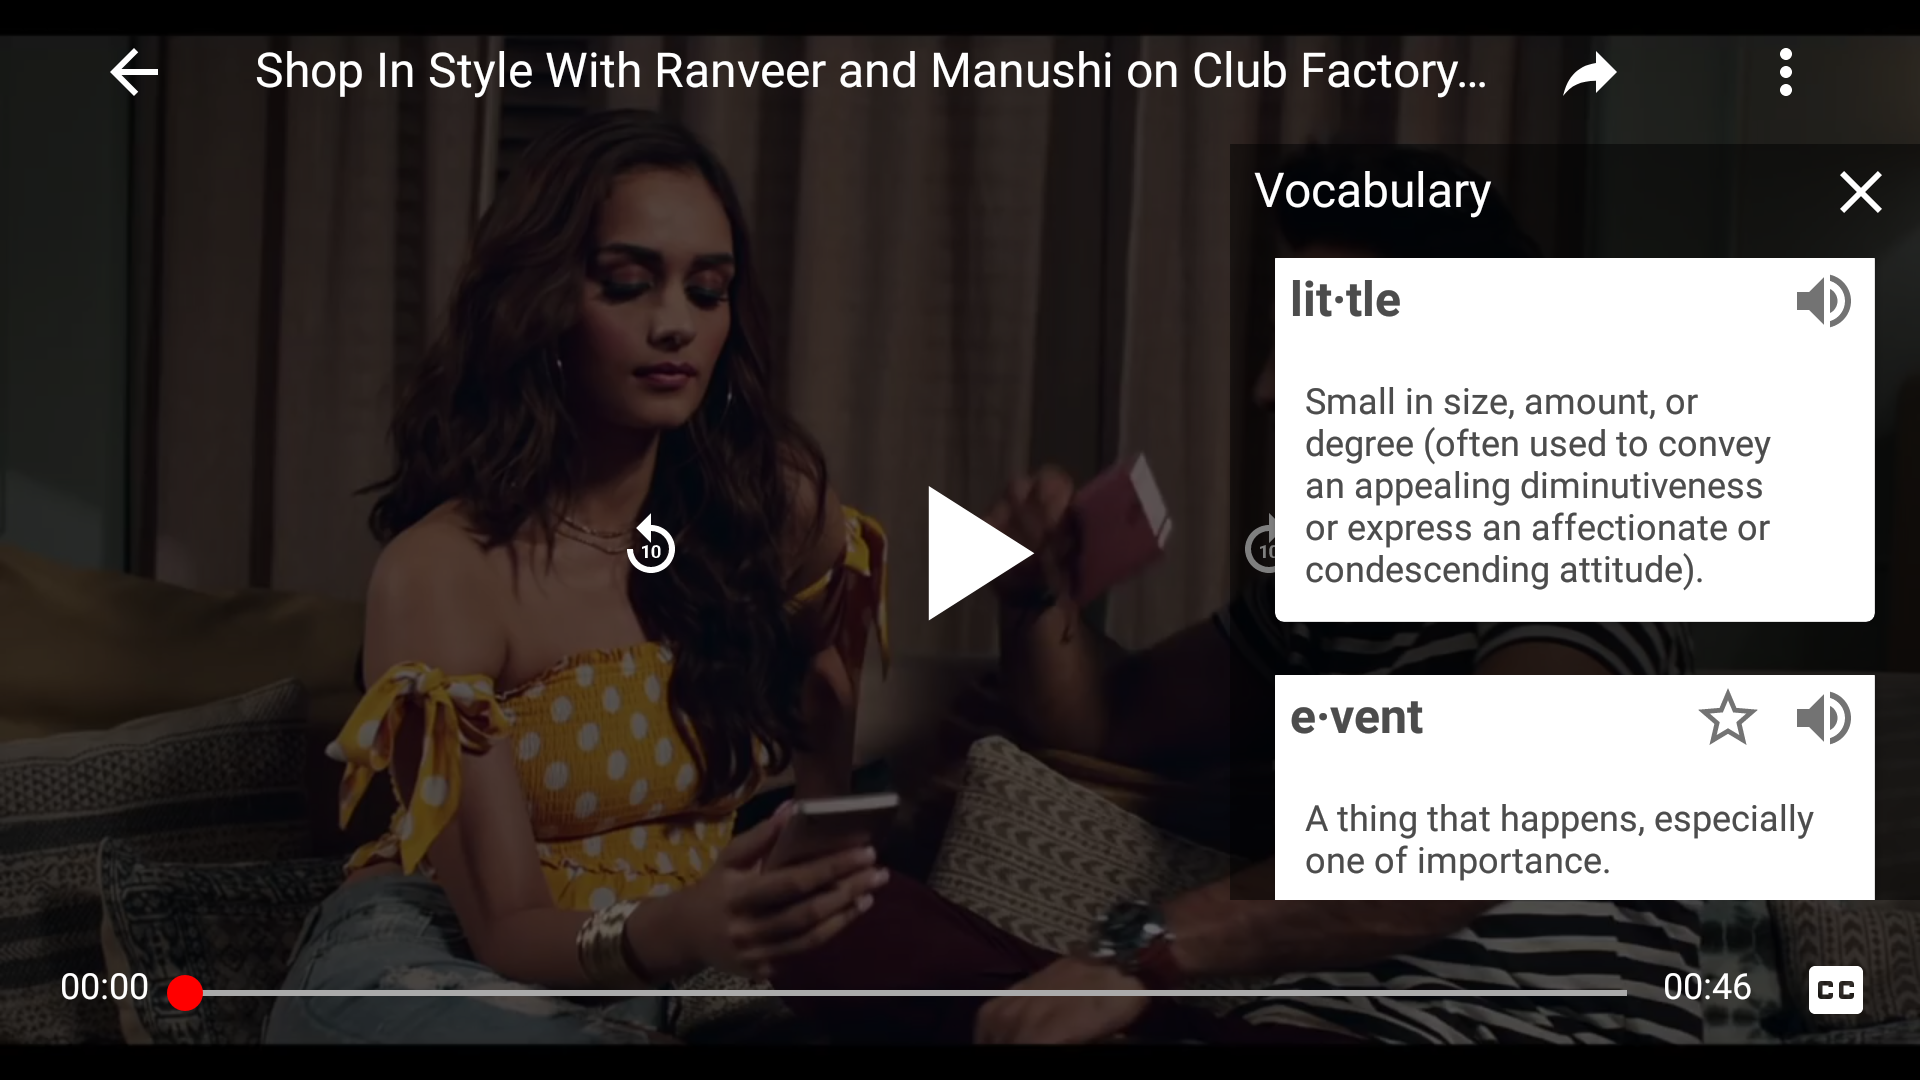 Shop In Style With Ranveer and Manushi on Club Factory...
Vocabulary
lit·tle
Small in size, amount, or
degree (often used to convey
an appealing diminutiveness
or express an affectionate or
condescending attitude).
10
10
e·vent
A thing that happens, especially
one of importance.
00:00
00:46
CC